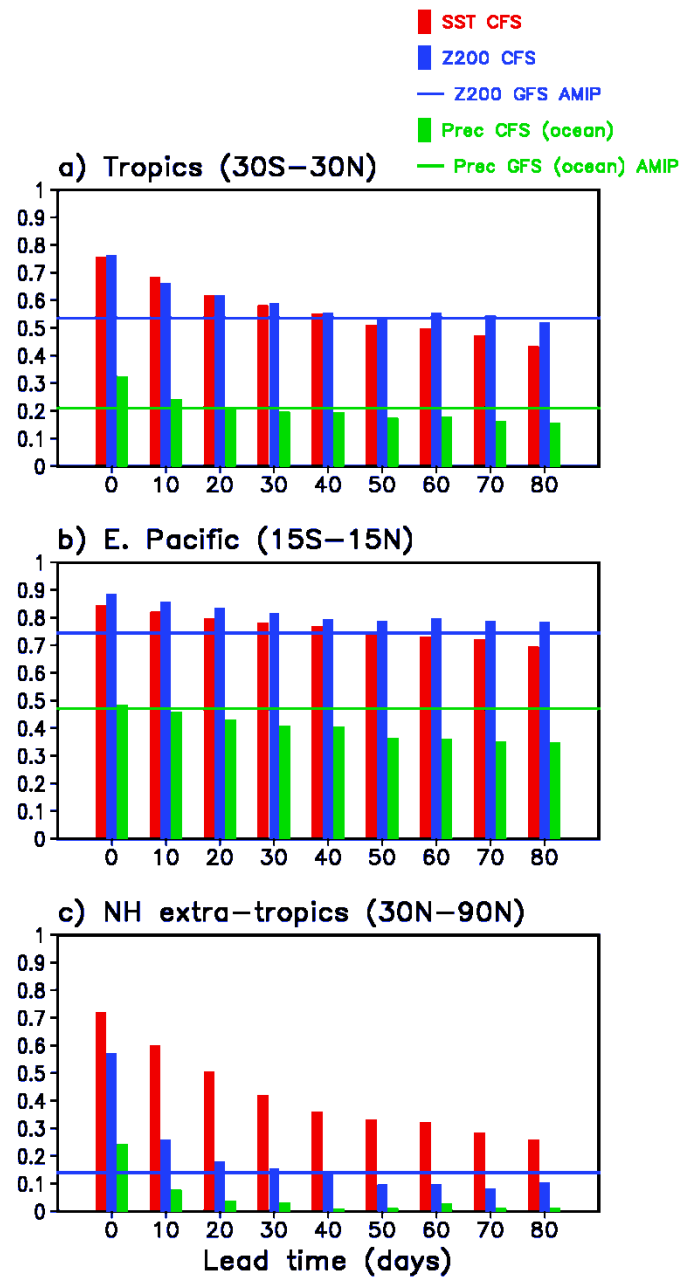 SST CFS
Z200 CFS
Z200 GFS AMIP
Prec CFS (ocean)
Prec GFS (ocean) AMIP
a) Tropics (30S-30N)
1
0.9
0.8
0.7
0.6
0.5
0.4
0.3
0.2
0.1
0
0 10 20 30 40 50 60 70 80
b) E. Pacific (15S-15N)
1
0.9
0.8
0.7
0.6
0.5
0.4
0.3
0.2
0.1
0
0 10 20 30 40 50 60 70 80
c) NH extra-tropics (30N-90N)
1
0.9
0.8
0.7
0.6
0.5
0.4
0.3
0.2
0.1
0
0 10 20 30 40 50 60 70 80
Lead time (days)